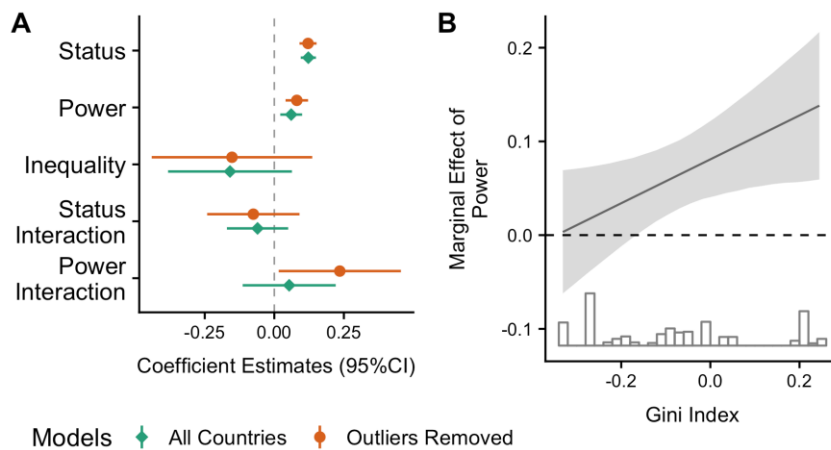 A
Status
Power
Inequality
Status
Interaction
Power
Interaction
-0.25 0.00 0.25
Coefficient Estimates (95%CI)
B
Marginal Effect of
Power
0.2
0.1
0.0
-0.1
-0.2 0.0 0.2
Gini Index
Models All Countries Outliers Removed